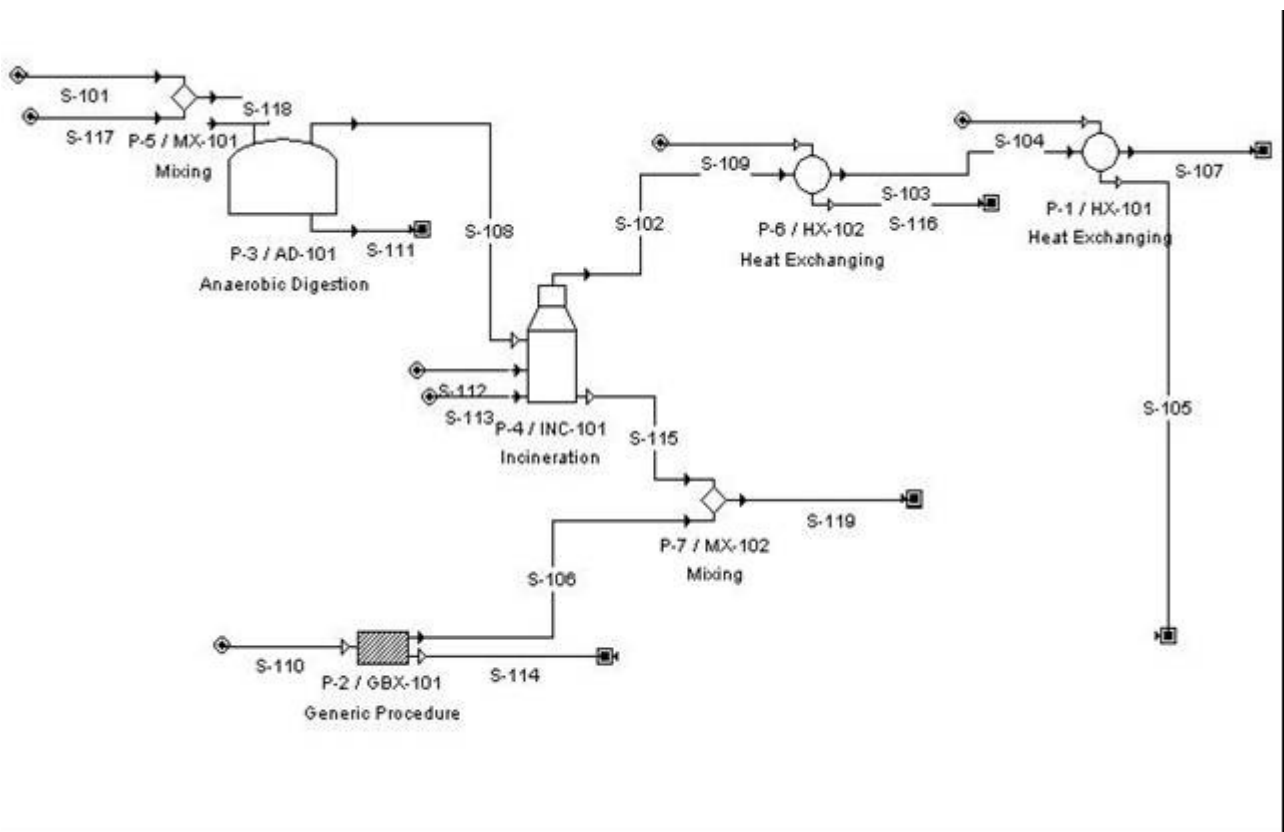 S-101
S-118
S-117
P-5 / MX-101
Mixing
S-104
S-109
S-107
S-103
S-116
P-1 / HX-101
Heat Exchanging
S-102
P-6 / HX-102
Heat Exchanging
S-108
S-111
P-3 / AD-101
Anaerobic Digestion
S-112
S-113
P-4 / INC-101
Incineration
S-115
S-105
S-119
P-7 / MX-102
Mixing
S-106
S-110
S-114
P-2 / GBX-101
Generic Procedure